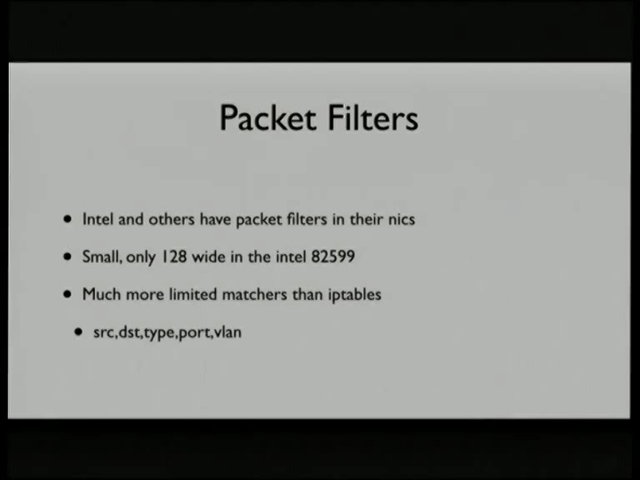 Packet Filters
• Intel and others have packet filters in their nics
• Small, only 128 wide in the intel 82599
• Much more limited matchers than iptables
• src,dst,type,port,vlan